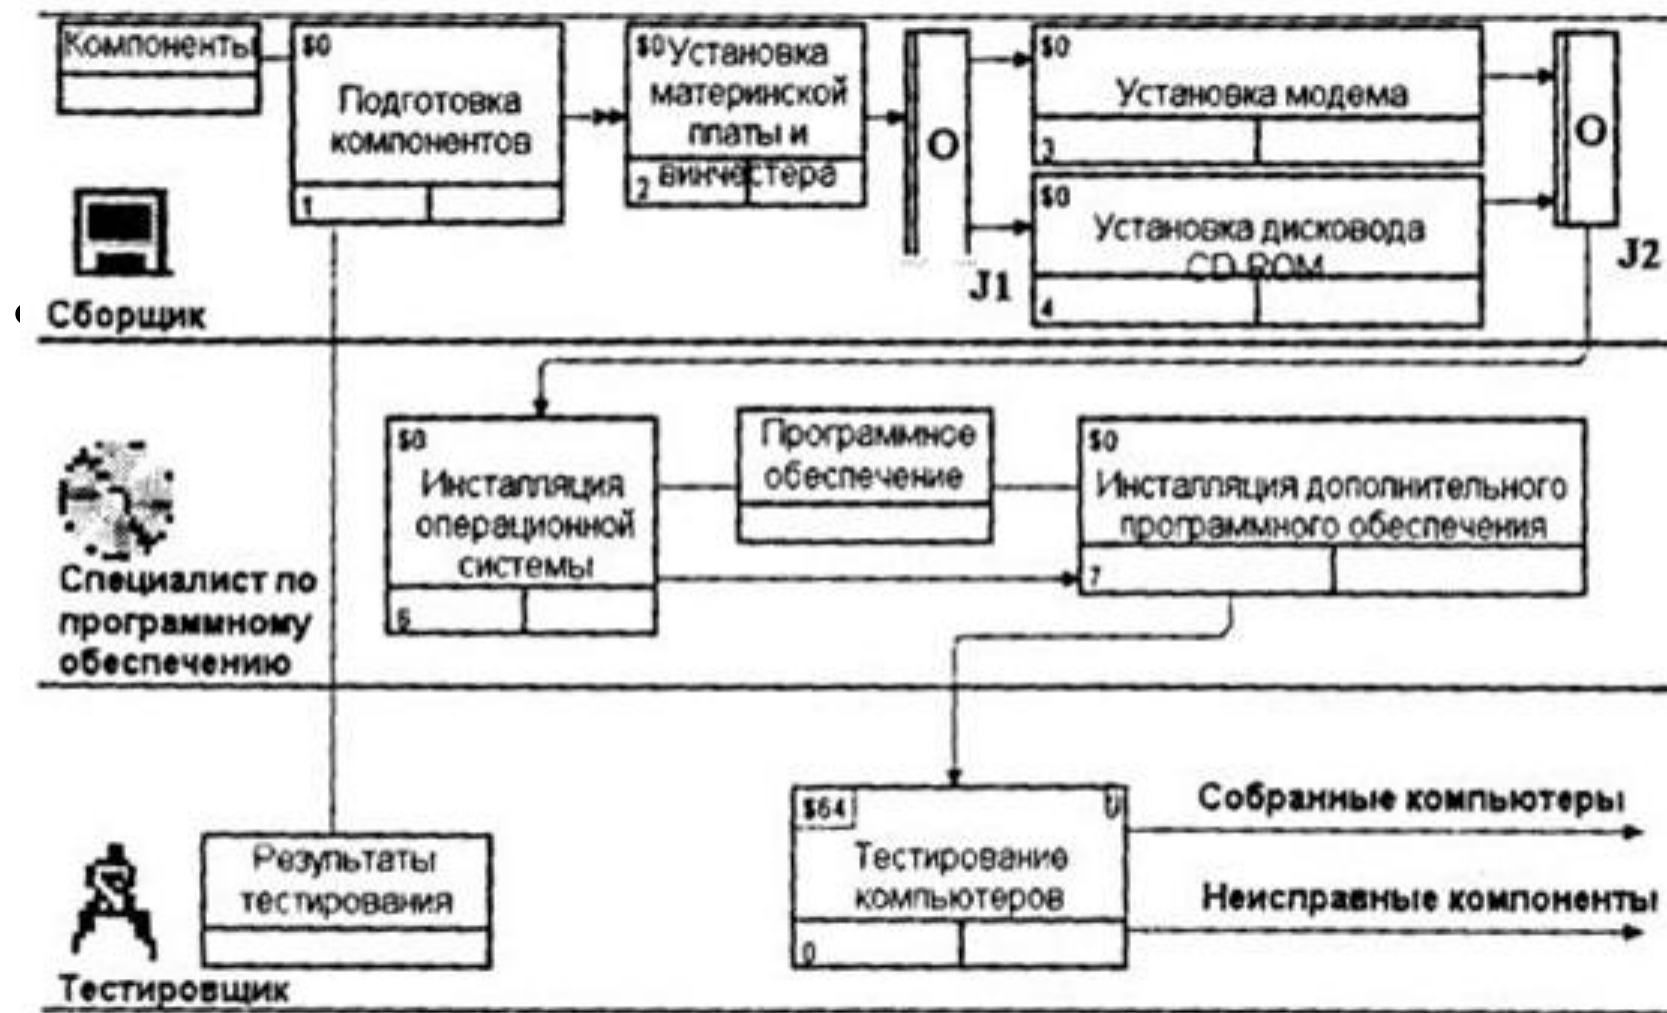 Компоненты
$0
Подготовка
компонентов
1
$0 Установка
материнской
платы и
винчестера
2
O
J1
$0
Установка модема
3
$0
Установка дисковода
CD-ROM
4
O
J2
Сборщик
$0
Инсталляция
операционной
системы
6
Программное
обеспечение
$0
Инсталляция дополнительного
программного обеспечения
7
Специалист по
программному
обеспечению
Результаты
тестирования
$64
Тестирование
компьютеров
0
Собранные компьютеры
Неисправные компоненты
Тестировщик